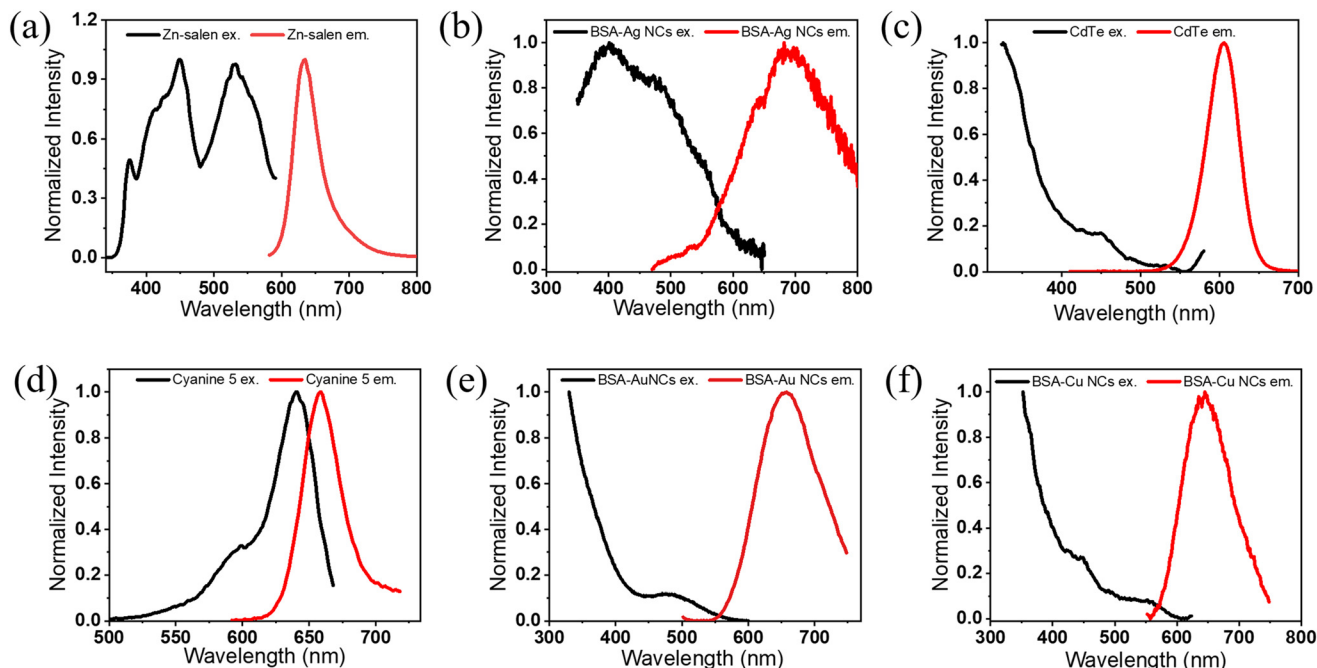 (a)
Zn-salen ex. Zn-salen em.
Normalized Intensity
1.2
0.9
0.6
0.3
0.0
400 500 600 700 800
Wavelength (nm)
(b)
BSA-Ag NCs ex. BSA-Ag NCs em.
Normalized Intensity
1.0
0.8
0.6
0.4
0.2
0.0
300 400 500 600 700 800
Wavelength (nm)
(c)
CdTe ex. CdTe em.
Normalized Intensity
1.0
0.8
0.6
0.4
0.2
0.0
400 500 600 700
Wavelength (nm)
(d)
Cyanine 5 ex. Cyanine 5 em.
Normalized Intensity
1.0
0.8
0.6
0.4
0.2
0.0
500 550 600 650 700
Wavelength (nm)
(e)
BSA-AuNCs ex. BSA-Au NCs em.
Normalized Intensity
1.0
0.8
0.6
0.4
0.2
0.0
300 400 500 600 700
Wavelength (nm)
(f)
BSA-Cu NCs ex. BSA-Cu NCs em.
Normalized Intensity
1.0
0.8
0.6
0.4
0.2
0.0
300 400 500 600 700 800
Wavelength (nm)